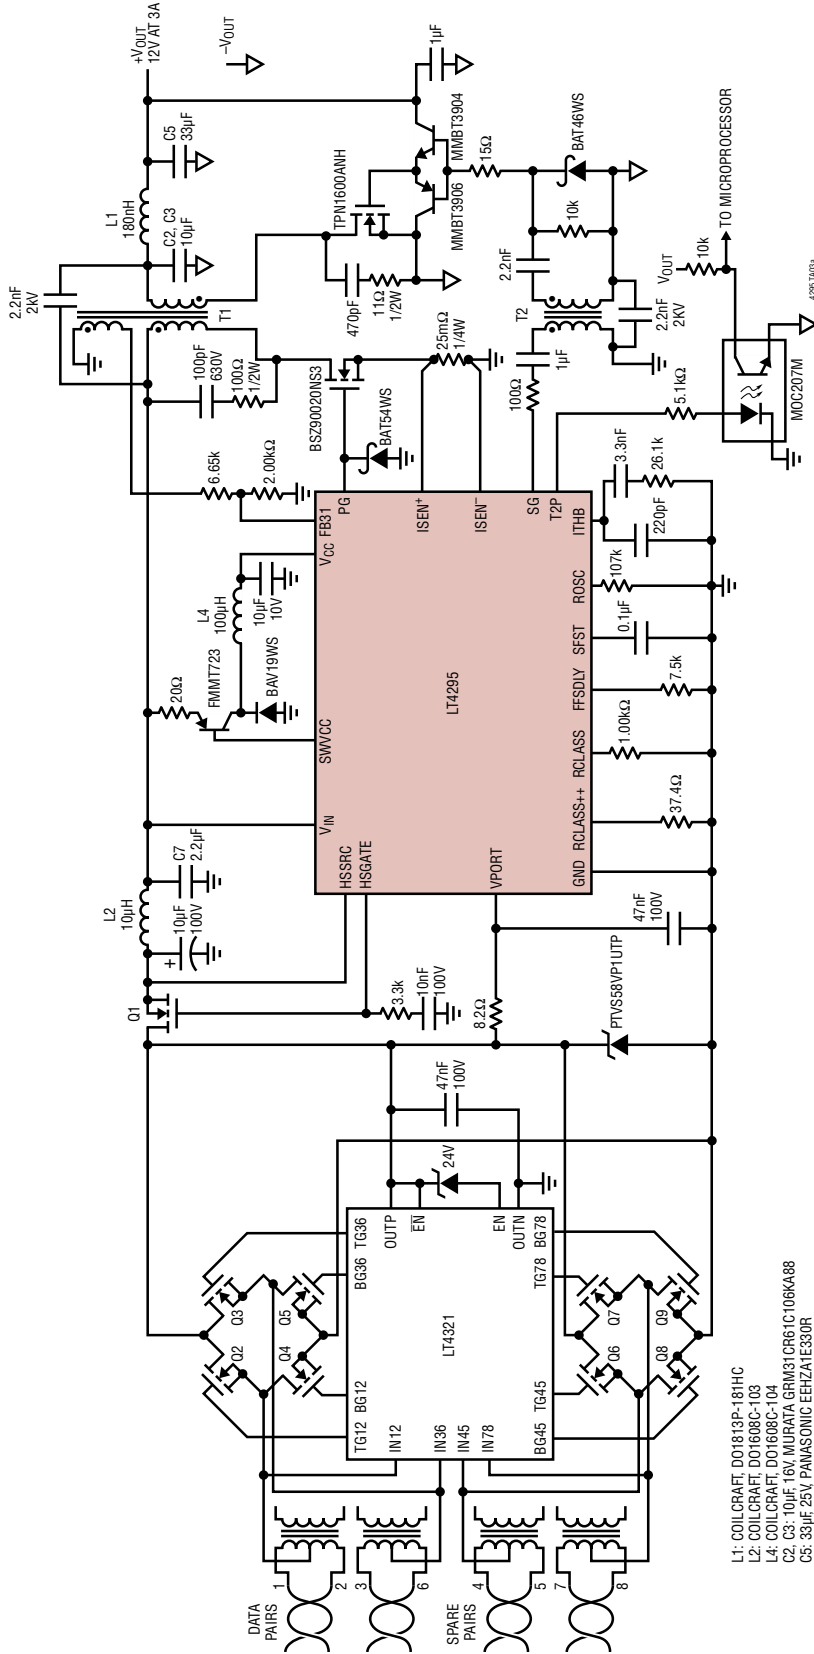 DATA
PAIRS
1
2
3
6
SPARE
PAIRS
4
5
7
8
Q2
Q3
Q4
Q5
TG12
BG12
BG36
TG36
IN12
IN36
IN45
IN78
LT4321
OUTP
EN
EN
OUTN
BG45
TG45
TG78
BG78
Q6
Q7
Q8
Q9
24V
47nF
100V
Q1
3.3k
10nF
100V
8.2Ω
PTVS58VP1UTP
47nF
100V
L2
10µH
+
10µF
100V
C7
2.2µF
HSSRC
HSGATE
VPORT
VIN
SWVCC
VCC
FB31
LT4295
GND
RCLASS++
RCLASS
FFSDLY
SFST
ROSC
ITHB
PG
ISEN+
ISEN–
SG
T2P
37.4Ω
1.00kΩ
7.5k
0.1µF
107k
220pF
3.3nF
26.1k
20Ω
FMMT723
BAV19WS
L4
100µH
10µF
10V
6.65k
2.00kΩ
100pF
630V
100Ω
1/2W
2.2nF
2kV
T1
BSZ90020NS3
BAT54WS
25mΩ
1/4W
L1
180nH
C2, C3
10µF
C5
33µF
+VOUT
12V AT 3A
–VOUT
470pF
11Ω
1/2W
TPN1600ANH
MMBT3906
MMBT3904
1µF
15Ω
100Ω
1µF
T2
2.2nF
10k
BAT46WS
2.2nF
2KV
5.1kΩ
MOC207M
VOUT
10k
TO MICROPROCESSOR
4295 TA03a
L1: COILCRAFT, DO1813P-181HC
L2: COILCRAFT, DO1608C-103
L4: COILCRAFT, DO1608C-104
C2, C3: 10µF, 16V, MURATA GRM31CR61C106KA88
C5: 33µF, 25V, PANASONIC EEHZA1E330R